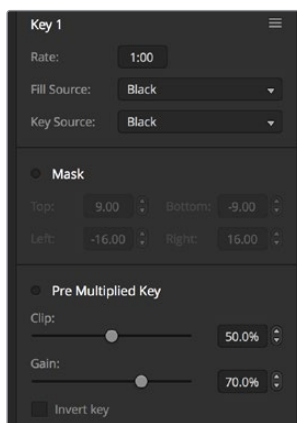 Key 1
Rate: 1:00
Fill Source: Black
Key Source: Black
Mask
Top: 9.00 Bottom: -9.00
Left: -16.00 Right: 16.00
Pre Multiplied Key
Clip:
50.0%
Gain:
70.0%
Invert key